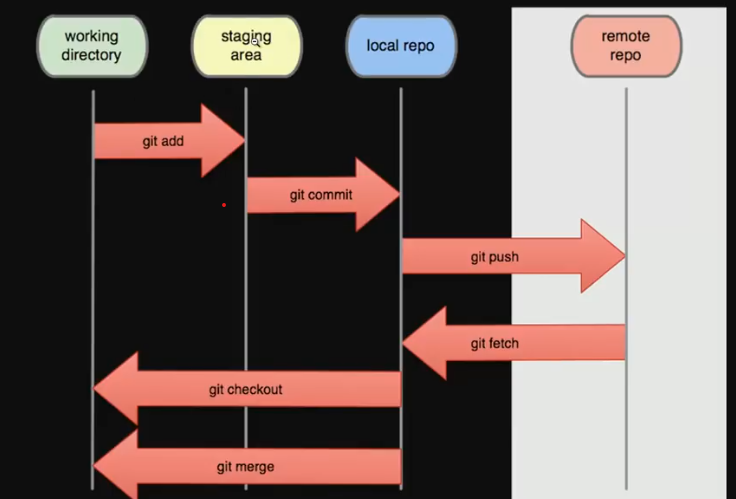 working
directory
staging
area
local repo
remote
repo
git add
git commit
git push
git fetch
git checkout
git merge